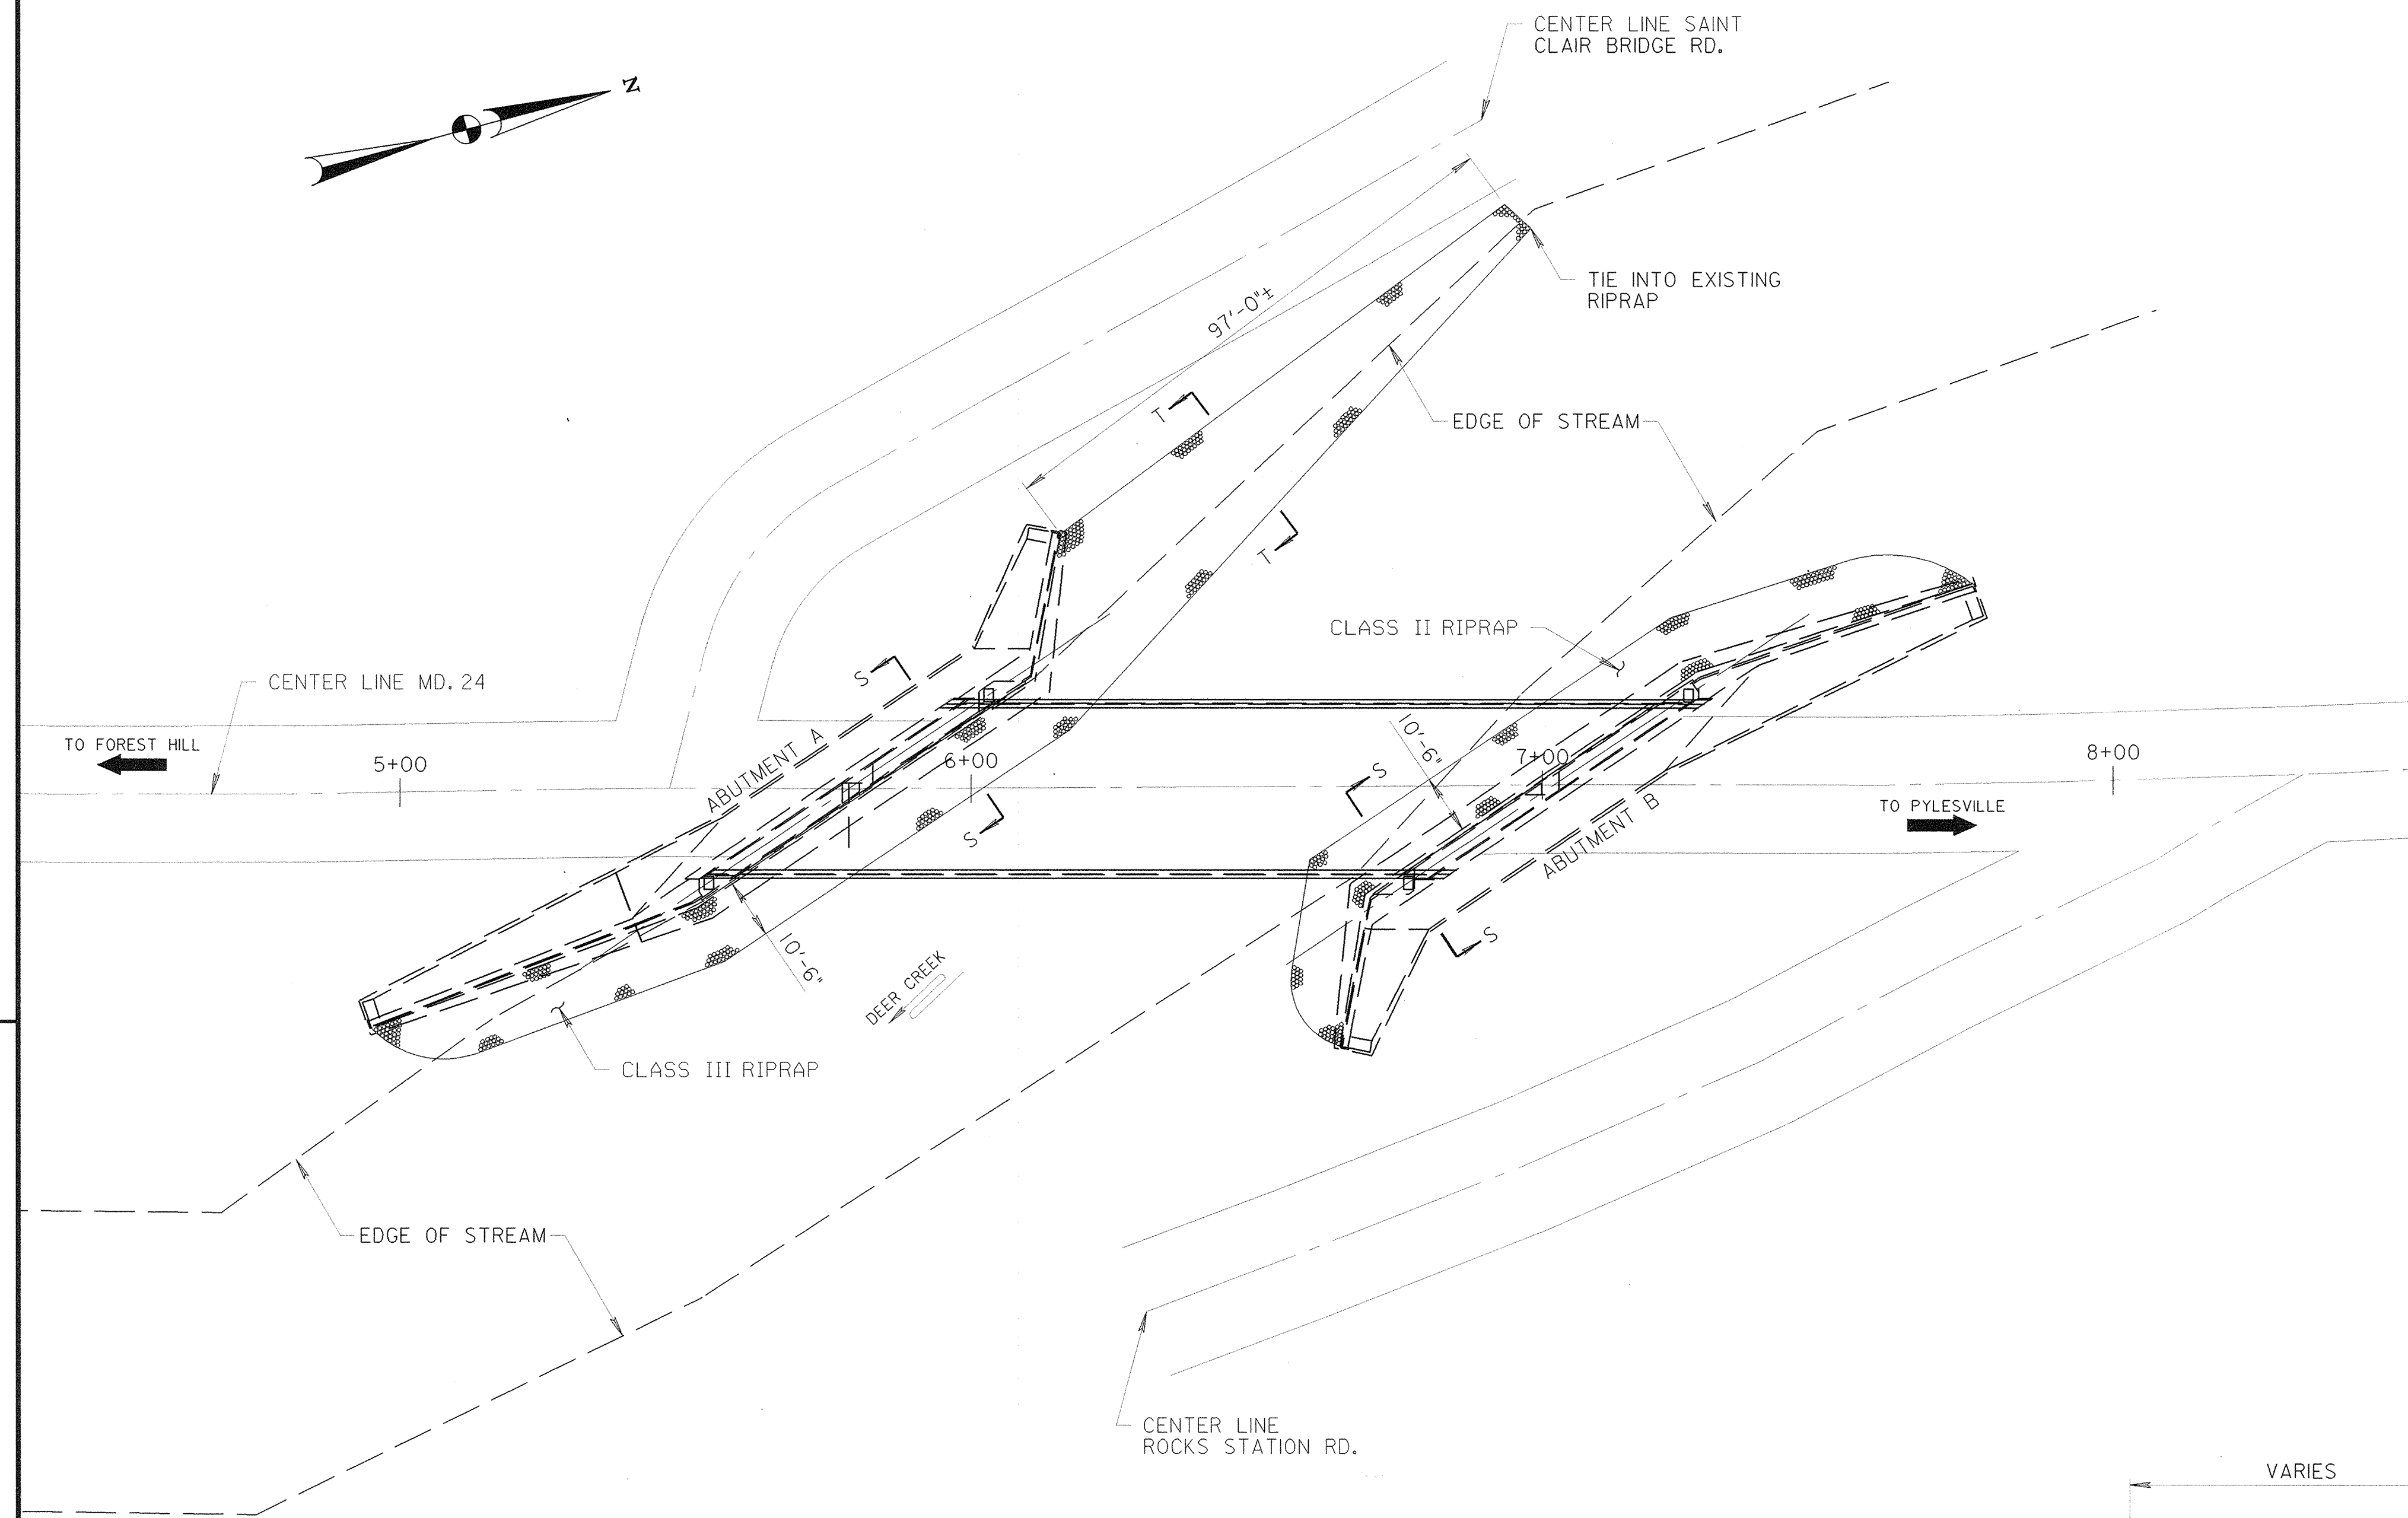 CENTER LINE SAINT
CLAIR BRIDGE RD.
N
TIE INTO EXISTING
RIPRAP
97'-0"±
T
EDGE OF STREAM
T
CLASS II RIPRAP
S
CENTER LINE MD. 24
TO FOREST HILL
5+00
ABUTMENT A
6+00
10'-6"
7+00
8+00
S
TO PYLESVILLE
S
ABUTMENT B
S
10'-6"
DEER CREEK
CLASS III RIPRAP
EDGE OF STREAM
CENTER LINE
ROCKS STATION RD.
VARIES